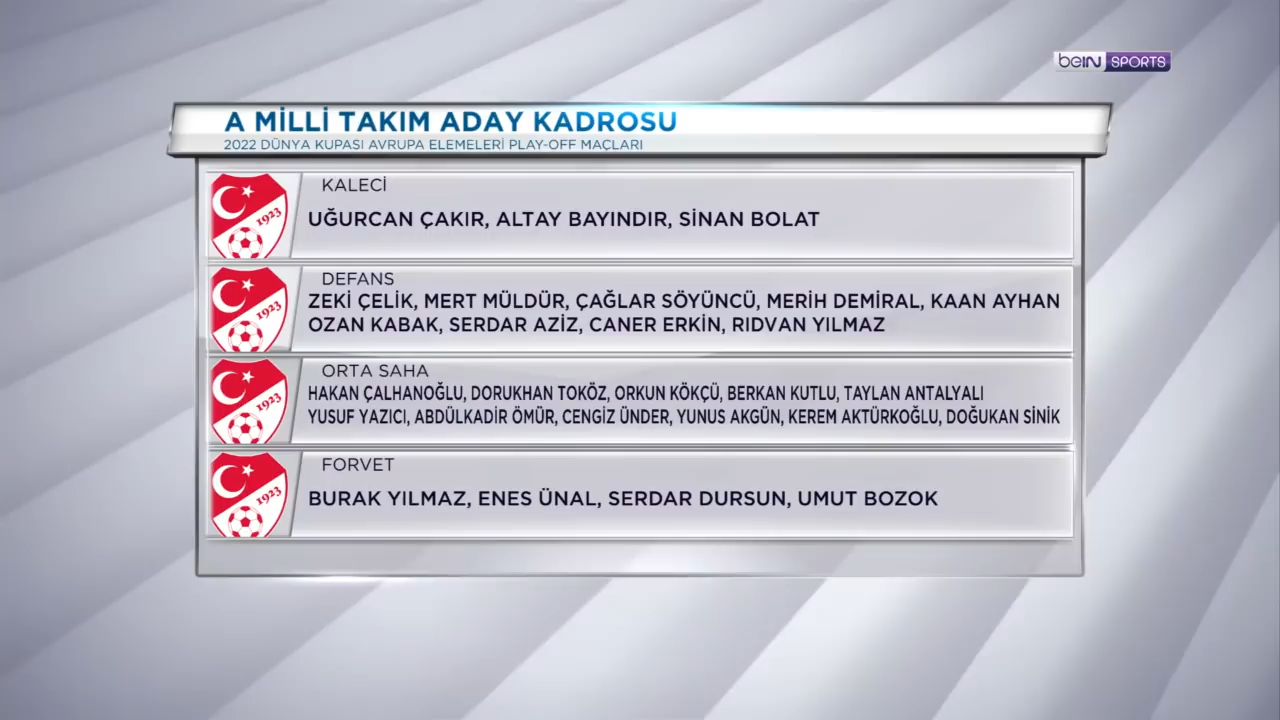 beIN SPORTS
A MİLLİ TAKIM ADAY KADROSU
2022 DÜNYA KUPASI AVRUPA ELEMELERİ PLAY-OFF MAÇLARI
KALECİ
1923
UĞURCAN ÇAKIR, ALTAY BAYINDIR, SİNAN BOLAT
DEFANS
1923
ZEKİ ÇELİK, MERT MÜLDÜR, ÇAĞLAR SÖYÜNCÜ, MERİH DEMİRAL, KAAN AYHAN
OZAN KABAK, SERDAR AZİZ, CANER ERKİN, RIDVAN YILMAZ
ORTA SAHA
1923
HAKAN ÇALHANOĞLU, DORUKHAN TOKÖZ, ORKUN KÖKÇÜ, BERKAN KUTLU, TAYLAN ANTALYALI
YUSUF YAZICI, ABDÜLKADİR ÖMÜR, CENGİZ ÜNDER, YUNUS AKGÜN, KEREM AKTÜRKOĞLU, DOĞUKAN SİNİK
FORVET
1923
BURAK YILMAZ, ENES ÜNAL, SERDAR DURSUN, UMUT BOZOK